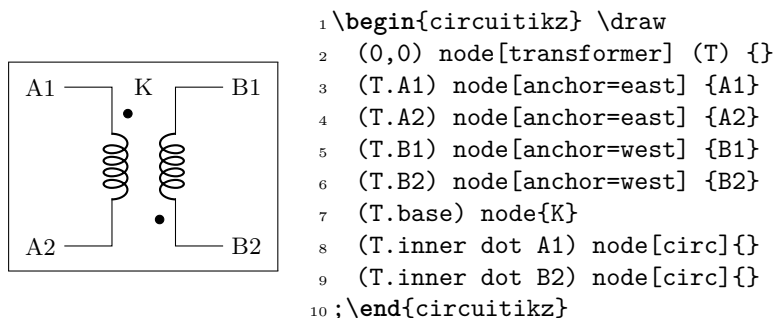 A1 K B1
A2 B2
1 \begin{circuitikz} \draw
2 (0,0) node[transformer] (T) {}
3 (T.A1) node[anchor=east] {A1}
4 (T.A2) node[anchor=east] {A2}
5 (T.B1) node[anchor=west] {B1}
6 (T.B2) node[anchor=west] {B2}
7 (T.base) node{K}
8 (T.inner dot A1) node[circ]{}
9 (T.inner dot B2) node[circ]{}
10 ;\end{circuitikz}